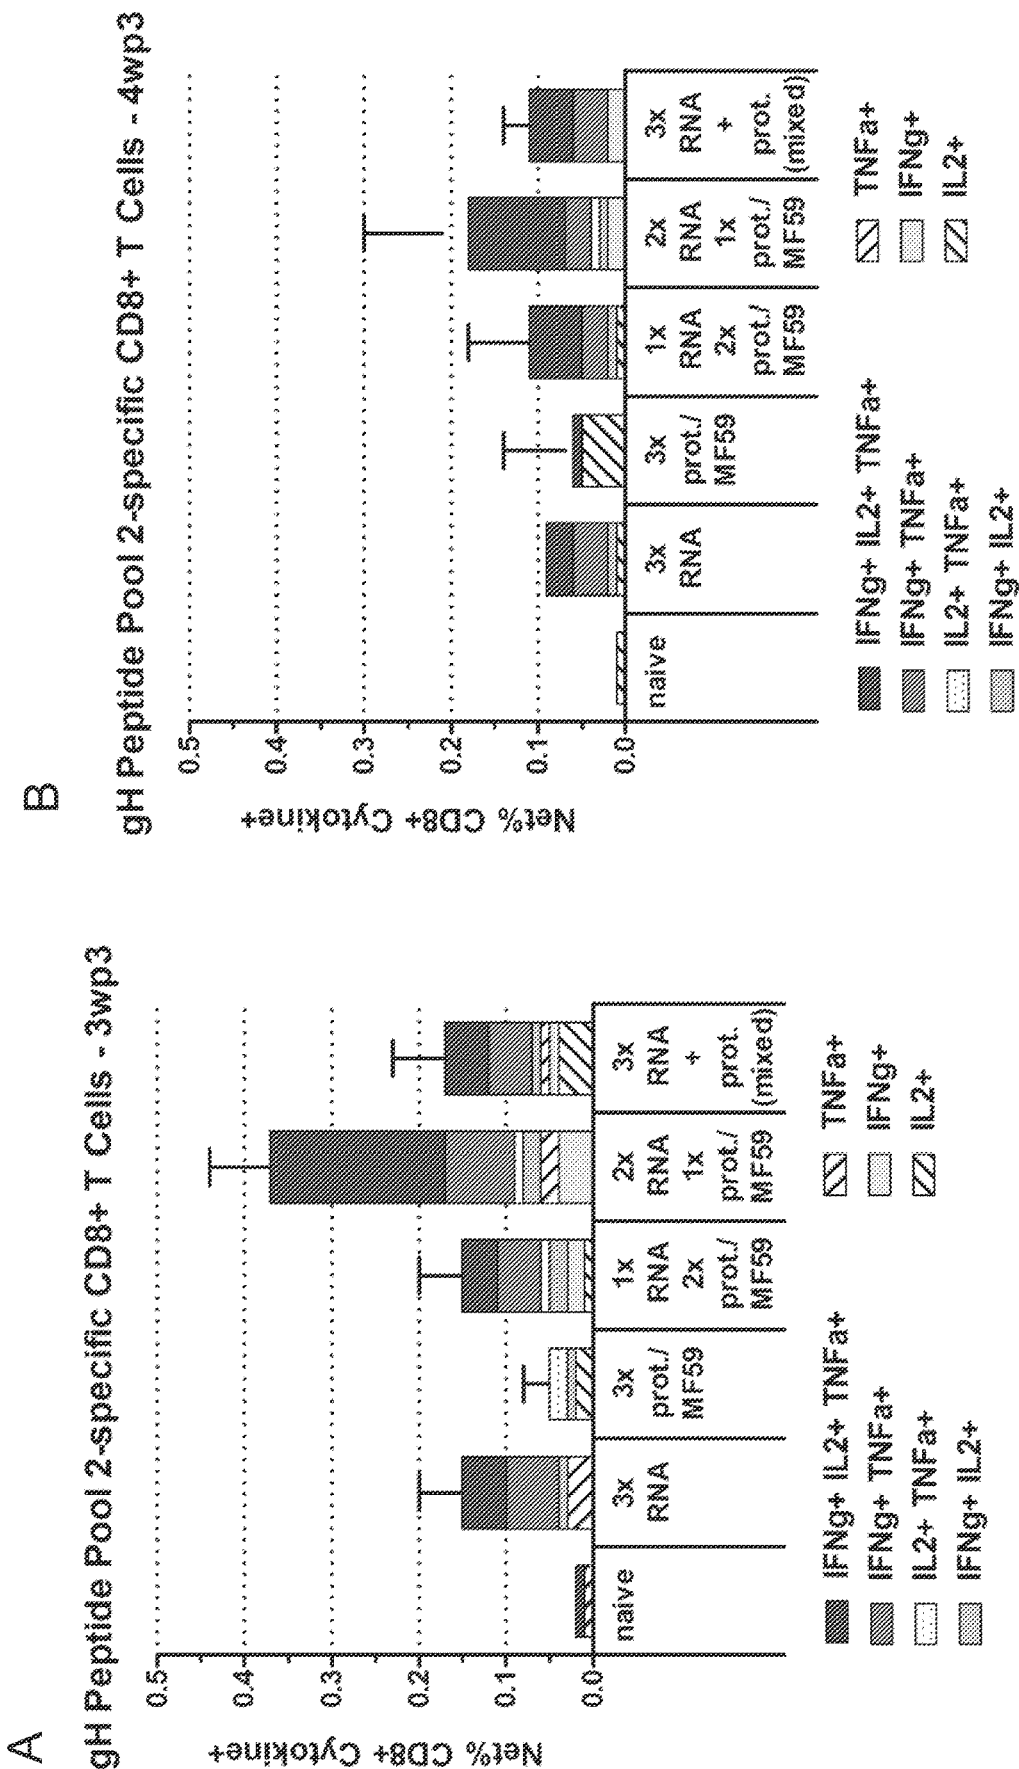 A
gH Peptide Pool 2-specific CD8+ T Cells - 3wp3
Net% CD8+ Cytokine+
0.5
0.4
0.3
0.2
0.1
0.0
naive
3x
RNA
3x
prot./
MF59
1x
RNA
2x
prot./
MF59
2x
RNA
1x
prot./
MF59
3x
RNA
+
prot.
(mixed)
IFNg+ IL2+ TNFa+
IFNg+ TNFa+
IL2+ TNFa+
IFNg+ IL2+
TNFa+
IFNg+
IL2+
B
gH Peptide Pool 2-specific CD8+ T Cells - 4wp3
Net% CD8+ Cytokine+
0.5
0.4
0.3
0.2
0.1
0.0
naive
3x
RNA
3x
prot./
MF59
1x
RNA
2x
prot./
MF59
2x
RNA
1x
prot./
MF59
3x
RNA
+
prot.
(mixed)
IFNg+ IL2+ TNFa+
IFNg+ TNFa+
IL2+ TNFa+
IFNg+ IL2+
TNFa+
IFNg+
IL2+